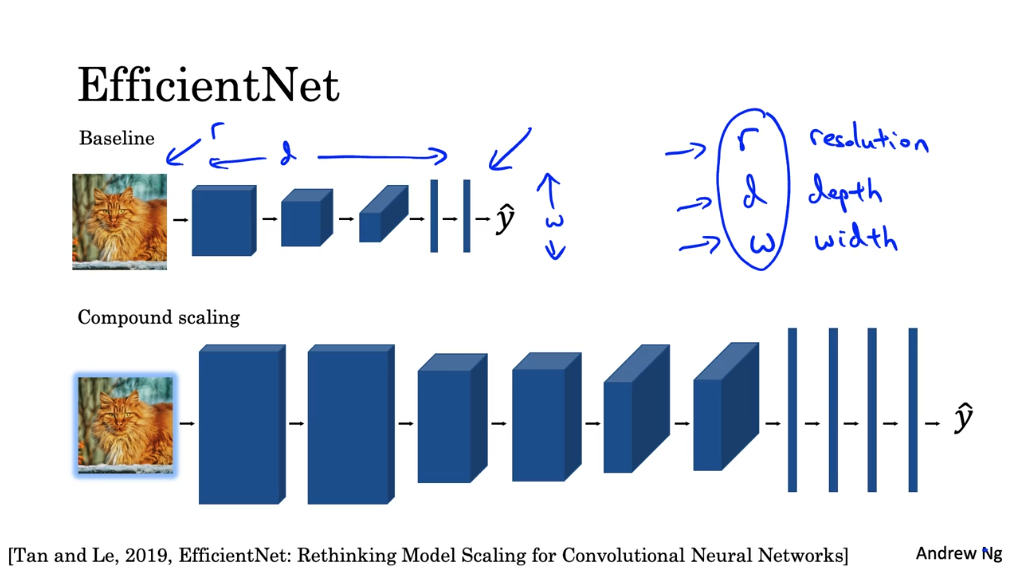 EfficientNet
Baseline
r
d
ŷ
w
r resolution
d depth
w width
Compound scaling
ŷ
[Tan and Le, 2019, EfficientNet: Rethinking Model Scaling for Convolutional Neural Networks]
Andrew Ng